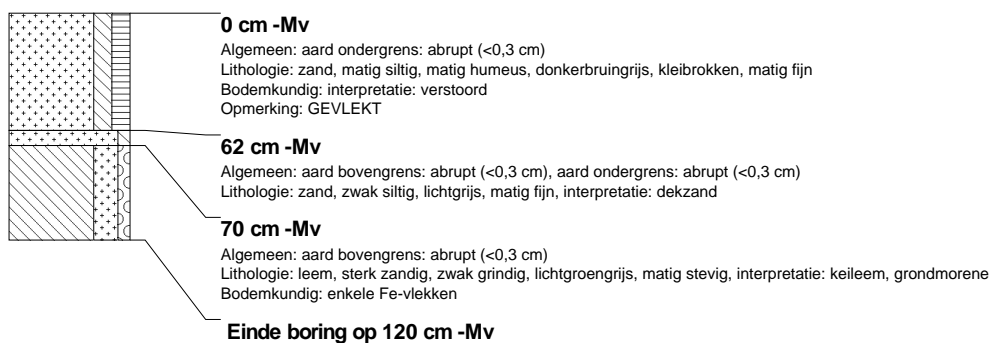 0 cm -Mv
Algemeen: aard ondergrens: abrupt (<0,3 cm)
Lithologie: zand, matig siltig, matig humeus, donkerbruingrijs, kleibrokken, matig fijn
Bodemkundig: interpretatie: verstoord
Opmerking: GEVLEKT
62 cm -Mv
Algemeen: aard bovengrens: abrupt (<0,3 cm), aard ondergrens: abrupt (<0,3 cm)
Lithologie: zand, zwak siltig, lichtgrijs, matig fijn, interpretatie: dekzand
70 cm -Mv
Algemeen: aard bovengrens: abrupt (<0,3 cm)
Lithologie: leem, sterk zandig, zwak grindig, lichtgroengrijs, matig stevig, interpretatie: keileem, grondmorene
Bodemkundig: enkele Fe-vlekken
Einde boring op 120 cm -Mv